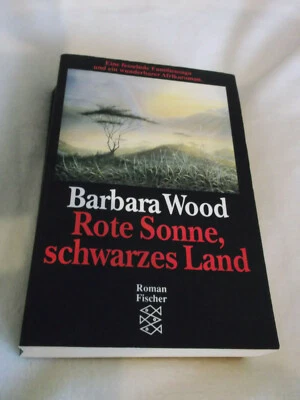 Eine fesselnde Familiensaga
und ein wunderbarer Afrikaroman.
Barbara Wood
Rote Sonne,
schwarzes Land
Roman
Fischer